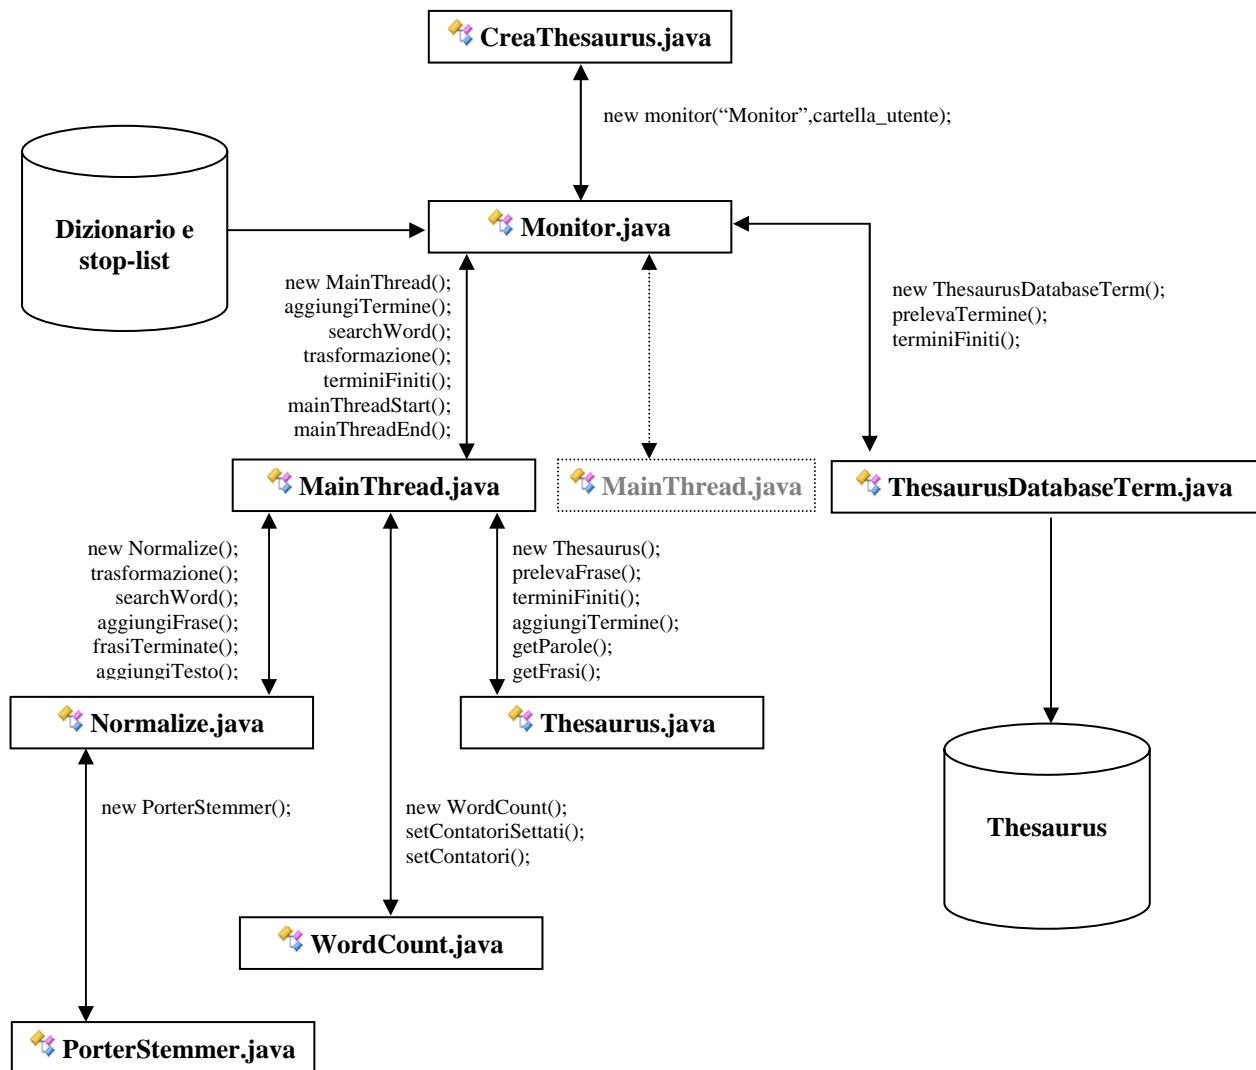 CreaThesaurus.java
new monitor(“Monitor”,cartella_utente);
Dizionario e
stop-list
Monitor.java
new MainThread();
aggiungiTermine();
searchWord();
trasformazione();
terminiFiniti();
mainThreadStart();
mainThreadEnd();
new ThesaurusDatabaseTerm();
prelevaTermine();
terminiFiniti();
MainThread.java
MainThread.java
ThesaurusDatabaseTerm.java
new Normalize();
trasformazione();
searchWord();
aggiungiFrase();
frasiTerminate();
aggiungiTesto();
new Thesaurus();
prelevaFrase();
terminiFiniti();
aggiungiTermine();
getParole();
getFrasi();
Normalize.java
Thesaurus.java
new PorterStemmer();
new WordCount();
setContatoriSettati();
setContatori();
Thesaurus
WordCount.java
PorterStemmer.java